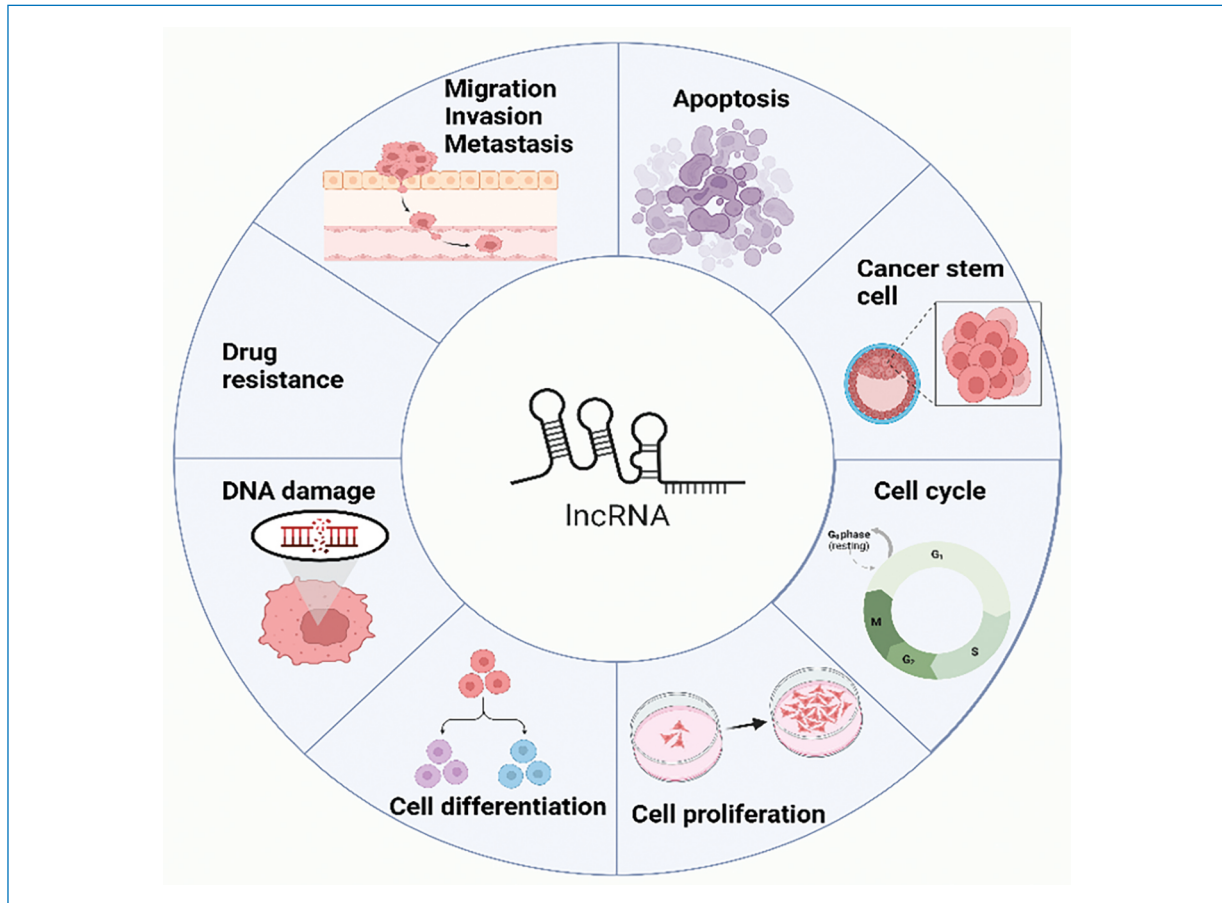 Migration
Invasion
Metastasis
Apoptosis
Cancer stem
cell
Drug
resistance
lncRNA
DNA damage
Cell cycle
G₀ phase
(resting)
G₁
M
G₂
S
Cell differentiation
Cell proliferation